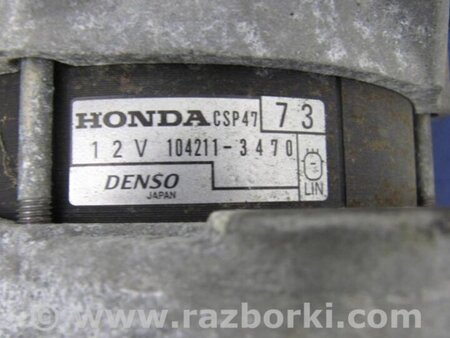 HONDA CSP47 73
12V 104211-3470
DENSO LIN
JAPAN
www.razborki.com